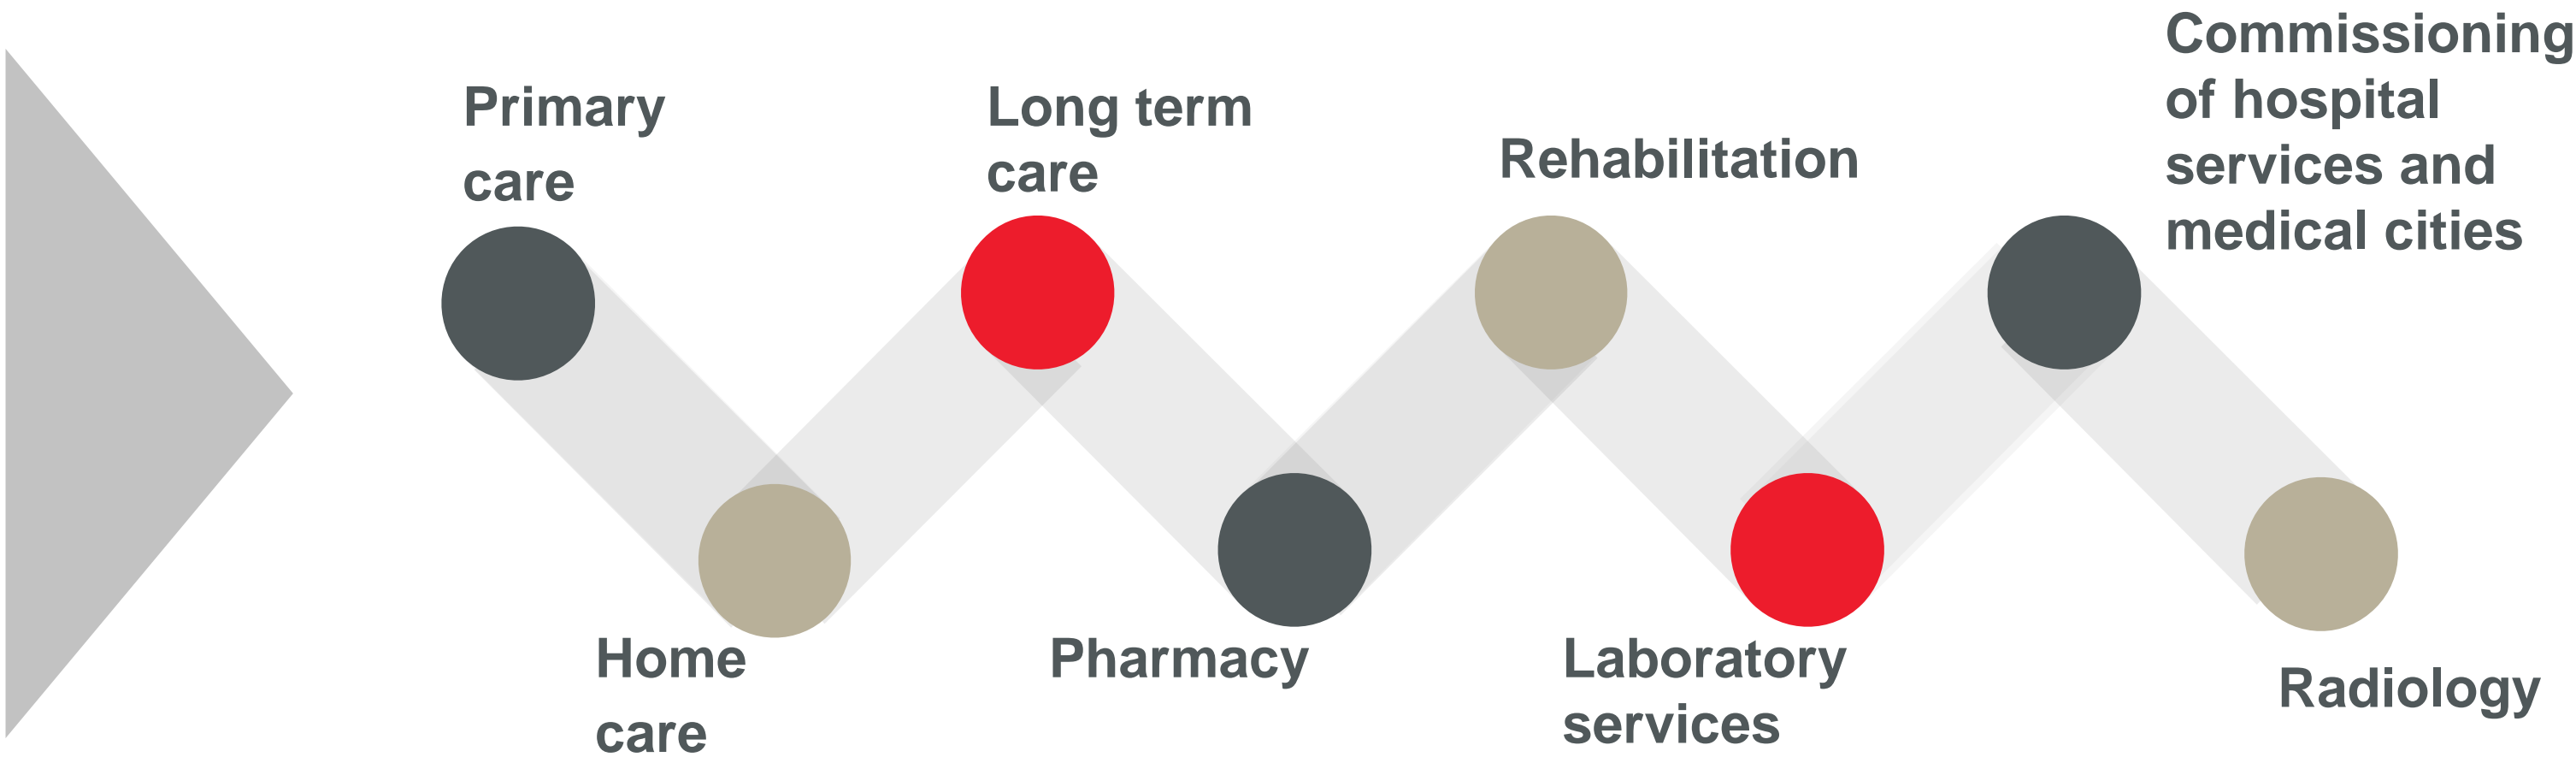 Primary
care
Home
care
Long term
care
Pharmacy
Rehabilitation
Laboratory
services
Commissioning
of hospital
services and
medical cities
Radiology